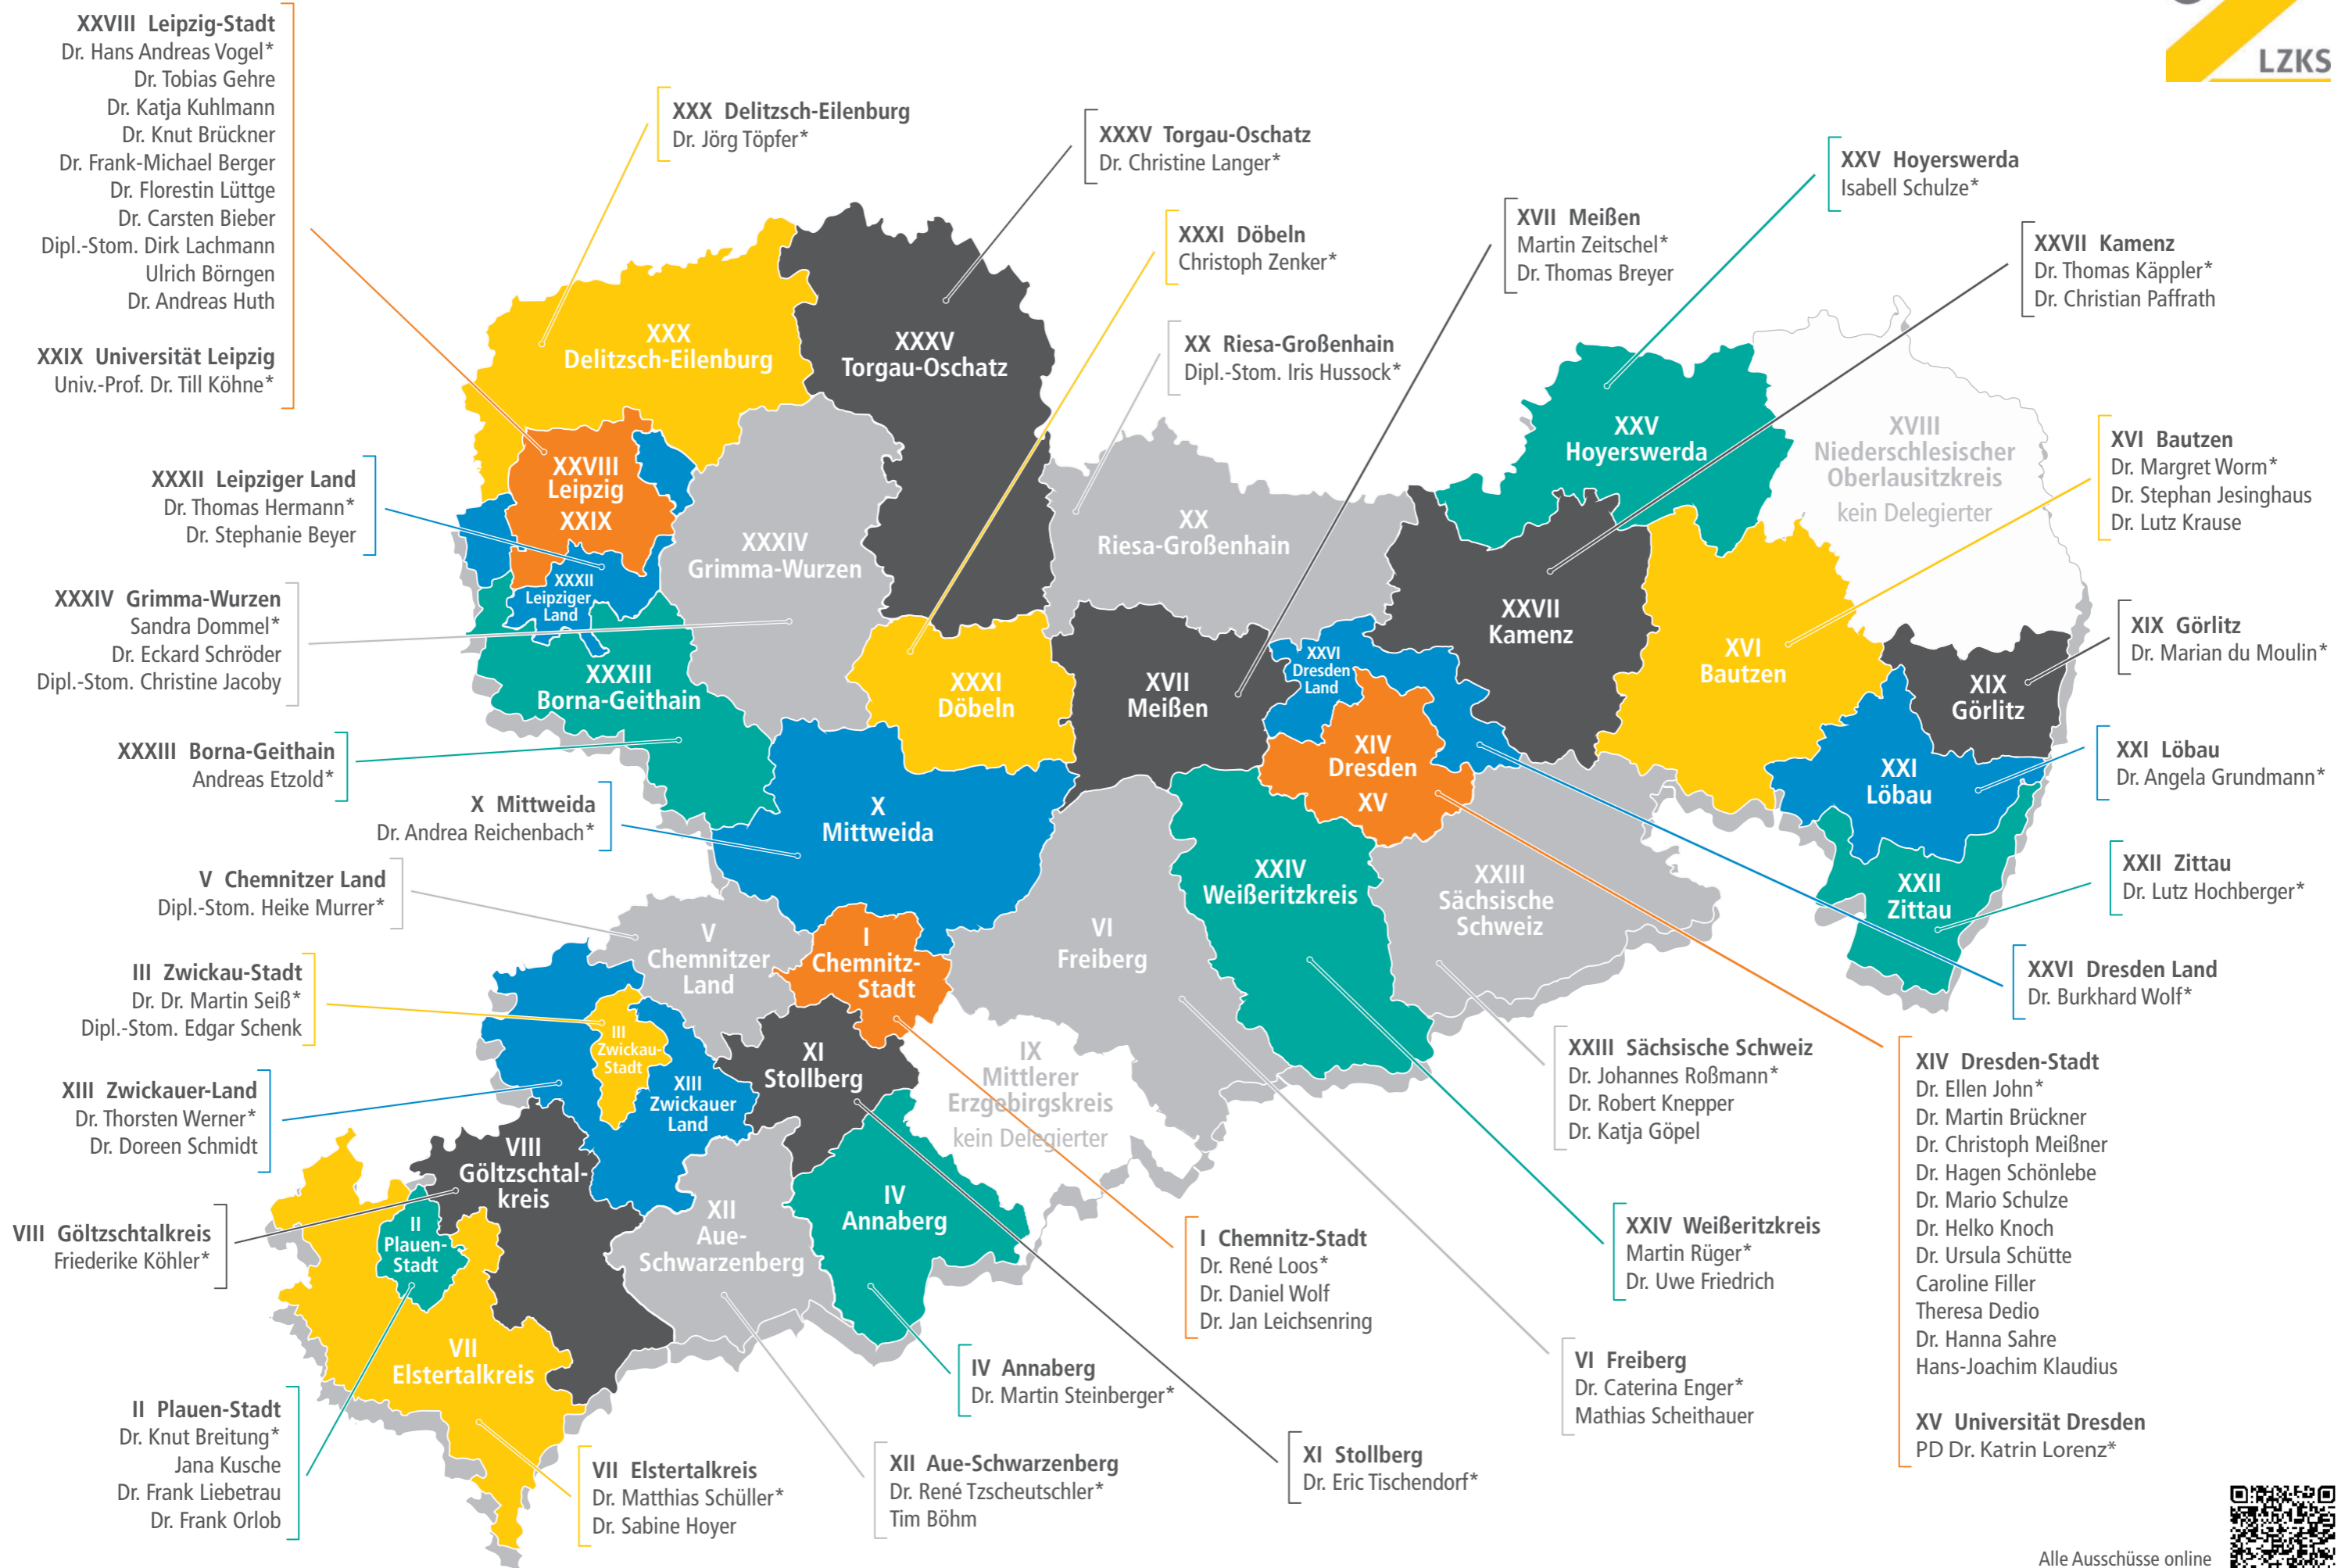 LZKS
XXVIII Leipzig-Stadt
Dr. Hans Andreas Vogel*
Dr. Tobias Gehre
Dr. Katja Kuhlmann
Dr. Knut Brückner
Dr. Frank-Michael Berger
Dr. Florestin Lüttge
Dr. Carsten Bieber
Dipl.-Stom. Dirk Lachmann
Ulrich Börngen
Dr. Andreas Huth
XXIX Universität Leipzig
Univ.-Prof. Dr. Till Köhne*
XXXII Leipziger Land
Dr. Thomas Hermann*
Dr. Stephanie Beyer
XXXIV Grimma-Wurzen
Sandra Dommel*
Dr. Eckard Schröder
Dipl.-Stom. Christine Jacoby
XXXIII Borna-Geithain
Andreas Etzold*
X Mittweida
Dr. Andrea Reichenbach*
V Chemnitzer Land
Dipl.-Stom. Heike Murrer*
III Zwickau-Stadt
Dr. Dr. Martin Seiß*
Dipl.-Stom. Edgar Schenk
XIII Zwickauer-Land
Dr. Thorsten Werner*
Dr. Doreen Schmidt
VIII Göltzschtalkreis
Friederike Köhler*
II Plauen-Stadt
Dr. Knut Breitung*
Jana Kusche
Dr. Frank Liebetrau
Dr. Frank Orlob
XXX Delitzsch-Eilenburg
Dr. Jörg Töpfer*
XXXV Torgau-Oschatz
Dr. Christine Langer*
XXXI Döbeln
Christoph Zenker*
XX Riesa-Großenhain
Dipl.-Stom. Iris Hussock*
XVII Meißen
Martin Zeitschel*
Dr. Thomas Breyer
XXV Hoyerswerda
Isabell Schulze*
XXVII Kamenz
Dr. Thomas Käppler*
Dr. Christian Paffrath
XVI Bautzen
Dr. Margret Worm*
Dr. Stephan Jesinghaus
Dr. Lutz Krause
XIX Görlitz
Dr. Marian du Moulin*
XXI Löbau
Dr. Angela Grundmann*
XXII Zittau
Dr. Lutz Hochberger*
XXVI Dresden Land
Dr. Burkhard Wolf*
XXX
Delitzsch-Eilenburg
XXXV
Torgau-Oschatz
XXVIII
Leipzig
XXIX
XXXII
Leipziger
Land
XXXIV
Grimma-Wurzen
XXXIII
Borna-Geithain
XXXI
Döbeln
XX
Riesa-Großenhain
XVII
Meißen
XXV
Hoyerswerda
XVIII
Niederschlesischer
Oberlausitzkreis
kein Delegierter
XXVII
Kamenz
XVI
Bautzen
XIX
Görlitz
XXI
Löbau
XXII
Zittau
XXVI
Dresden
Land
XIV
Dresden
XV
X
Mittweida
XXIV
Weißeritzkreis
XXIII
Sächsische
Schweiz
VI
Freiberg
V
Chemnitzer
Land
I
Chemnitz-
Stadt
III
Zwickau-
Stadt
XIII
Zwickauer
Land
XI
Stollberg
IX
Mittlerer
Erzgebirgskreis
kein Delegierter
VIII
Göltzschtal-
kreis
XII
Aue-
Schwarzenberg
IV
Annaberg
II
Plauen-
Stadt
VII
Elstertalkreis
VII Elstertalkreis
Dr. Matthias Schüller*
Dr. Sabine Hoyer
XII Aue-Schwarzenberg
Dr. René Tzscheutschler*
Tim Böhm
IV Annaberg
Dr. Martin Steinberger*
XI Stollberg
Dr. Eric Tischendorf*
I Chemnitz-Stadt
Dr. René Loos*
Dr. Daniel Wolf
Dr. Jan Leichsenring
VI Freiberg
Dr. Caterina Enger*
Mathias Scheithauer
XXIV Weißeritzkreis
Martin Rüger*
Dr. Uwe Friedrich
XXIII Sächsische Schweiz
Dr. Johannes Roßmann*
Dr. Robert Knepper
Dr. Katja Göpel
XIV Dresden-Stadt
Dr. Ellen John*
Dr. Martin Brückner
Dr. Christoph Meißner
Dr. Hagen Schönlebe
Dr. Mario Schulze
Dr. Helko Knoch
Dr. Ursula Schütte
Caroline Filler
Theresa Dedio
Dr. Hanna Sahre
Hans-Joachim Klaudius
XV Universität Dresden
PD Dr. Katrin Lorenz*
Alle Ausschüsse online